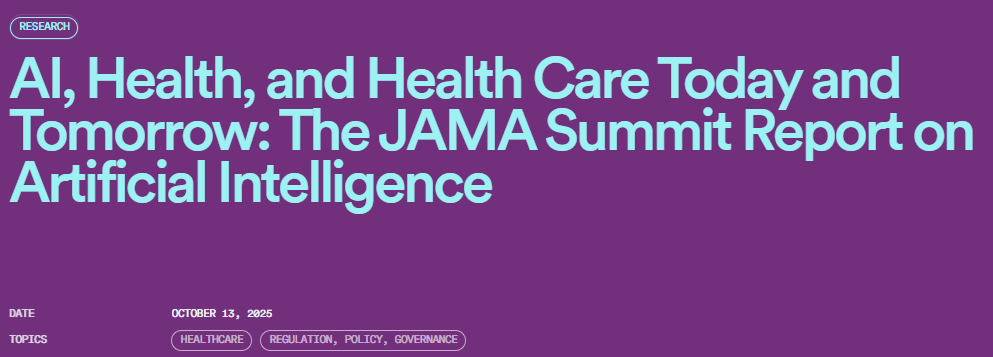 RESEARCH
AI, Health, and Health Care Today and
Tomorrow: The JAMA Summit Report on
Artificial Intelligence
DATE OCTOBER 13, 2025
TOPICS HEALTHCARE REGULATION, POLICY, GOVERNANCE